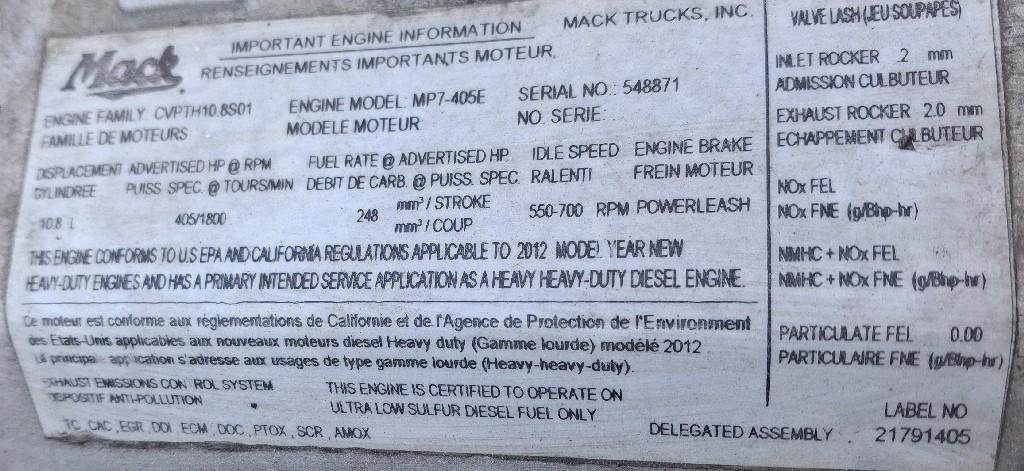 Mack
IMPORTANT ENGINE INFORMATION MACK TRUCKS, INC.
RENSEIGNEMENTS IMPORTANTS MOTEUR,
ENGINE FAMILY CVPTH10.8S01 ENGINE MODEL: MP7-405E SERIAL NO.: 548871
FAMILLE DE MOTEURS MODELE MOTEUR NO. SERIE:
DISPLACEMENT ADVERTISED HP @ RPM FUEL RATE @ ADVERTISED HP IDLE SPEED ENGINE BRAKE
CYLINDREE PUISS SPEC. @ TOURS/MIN DEBIT DE CARB. @ PUISS. SPEC. RALENTI FREIN MOTEUR
10.8 L 405/1800 248 mm³ / STROKE 550-700 RPM POWERLEASH
mm³ / COUP
THIS ENGINE CONFORMS TO U.S EPA AND CALIFORNIA REGULATIONS APPLICABLE TO 2012 MODEL YEAR NEW
HEAVY-DUTY ENGINES AND HAS A PRIMARY INTENDED SERVICE APPLICATION AS A HEAVY HEAVY-DUTY DIESEL ENGINE.
Ce moteur est conforme aux réglementations de Californie et de l'Agence de Protection de l'Environment
des Etats-Unis applicables aux nouveaux moteurs diesel Heavy duty (Gamme lourde) modèlé 2012
principa application s'adresse aux usages de type gamme lourde (Heavy-heavy-duty).
EXHAUST EMISSIONS CONTROL SYSTEM THIS ENGINE IS CERTIFIED TO OPERATE ON
DISPOSITIF ANTI-POLLUTION ULTRA LOW SULFUR DIESEL FUEL ONLY
TC, CAC, EGR, DDI, ECM, DOC, PTOX, SCR, AMOX
DELEGATED ASSEMBLY
VALVE LASH (JEU SOUPAPES)
INLET ROCKER .2 mm
ADMISSION CULBUTEUR
EXHAUST ROCKER 2.0 mm
ECHAPPEMENT CULBUTEUR
NOx FEL
NOx FNE (g/Bhp-hr)
NMHC + NOx FEL
NMHC + NOx FNE (g/Bhp-hr)
PARTICULATE FEL 0.00
PARTICULAIRE FNE (g/Bhp-hr)
LABEL NO
21791405